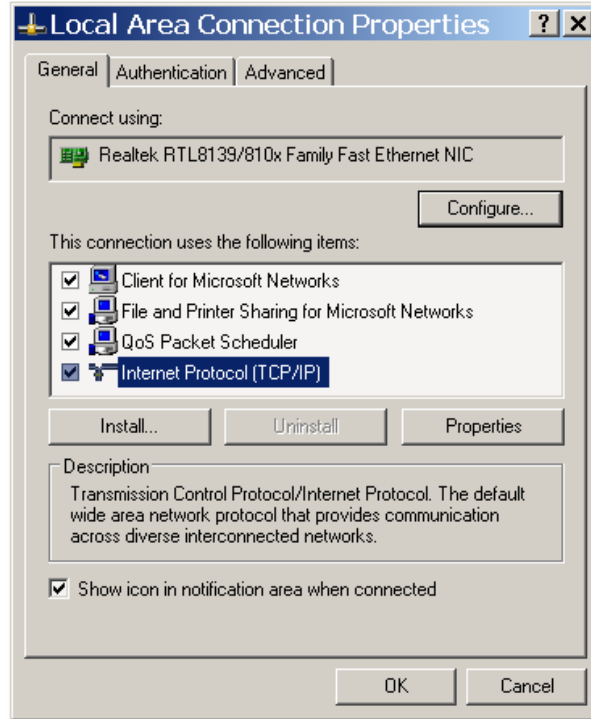 Local Area Connection Properties
General Authentication Advanced
Connect using:
Realtek RTL8139/810x Family Fast Ethernet NIC
Configure...
This connection uses the following items:
Client for Microsoft Networks
File and Printer Sharing for Microsoft Networks
QoS Packet Scheduler
Internet Protocol (TCP/IP)
Install... Uninstall Properties
Description
Transmission Control Protocol/Internet Protocol. The default
wide area network protocol that provides communication
across diverse interconnected networks.
Show icon in notification area when connected
OK Cancel